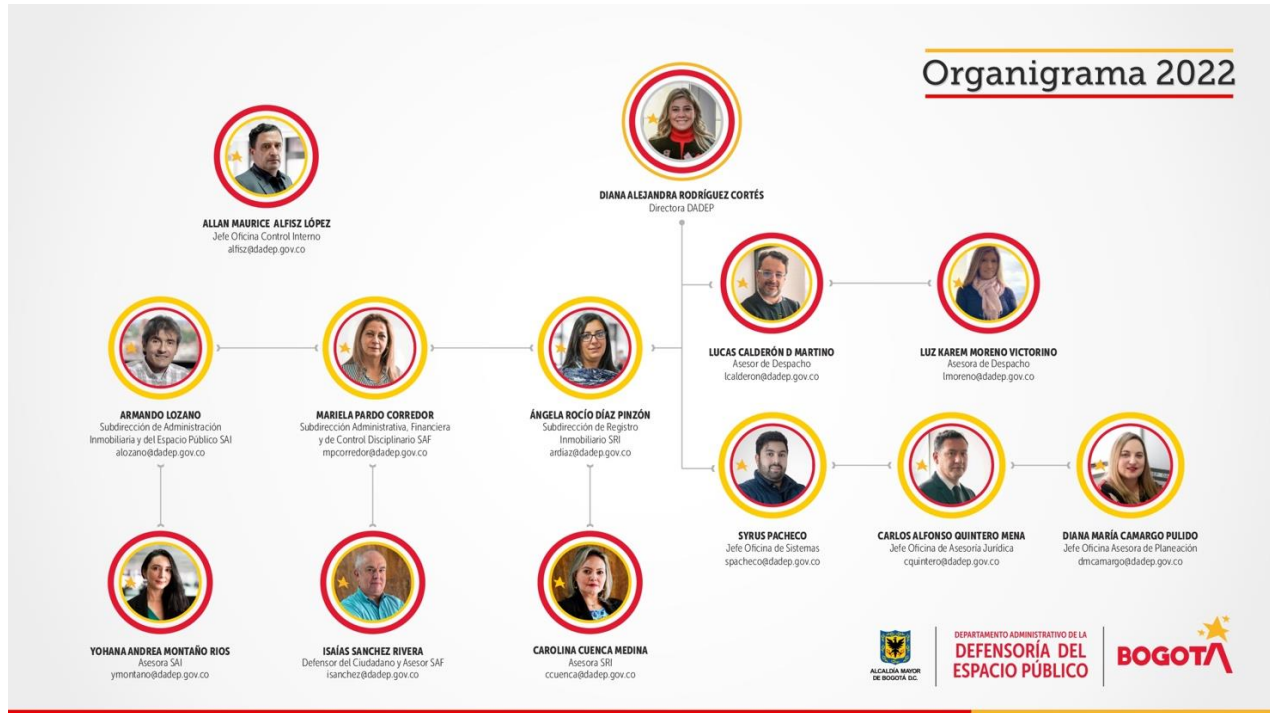 Organigrama 2022
DIANA ALEJANDRA RODRÍGUEZ CORTÉS
Directora DADEP
ALLAN MAURICE ALFISZ LÓPEZ
Jefe Oficina Control Interno
alfisz@dadep.gov.co
LUCAS CALDERÓN D MARTINO
Asesor de Despacho
lcalderon@dadep.gov.co
LUZ KAREM MORENO VICTORINO
Asesora de Despacho
lmoreno@dadep.gov.co
ARMANDO LOZANO
Subdirección de Administración
Inmobiliaria y del Espacio Público SAI
alozano@dadep.gov.co
MARIELA PARDO CORREDOR
Subdirección Administrativa, Financiera
y de Control Disciplinario SAF
mpcorredor@dadep.gov.co
ÁNGELA ROCÍO DÍAZ PINZÓN
Subdirección de Registro
Inmobiliario SRI
ardiaz@dadep.gov.co
SYRUS PACHECO
Jefe Oficina de Sistemas
spacheco@dadep.gov.co
CARLOS ALFONSO QUINTERO MENA
Jefe Oficina de Asesoría Jurídica
cquintero@dadep.gov.co
DIANA MARÍA CAMARGO PULIDO
Jefe Oficina Asesora de Planeación
dmcamargo@dadep.gov.co
YOHANA ANDREA MONTAÑO RIOS
Asesora SAI
ymontano@dadep.gov.co
ISAÍAS SANCHEZ RIVERA
Defensor del Ciudadano y Asesor SAF
isanchez@dadep.gov.co
CAROLINA CUENCA MEDINA
Asesora SRI
ccuenca@dadep.gov.co
ALCALDÍA MAYOR
DE BOGOTÁ D.C.
DEPARTAMENTO ADMINISTRATIVO DE LA
DEFENSORÍA DEL
ESPACIO PÚBLICO
BOGOTÁ